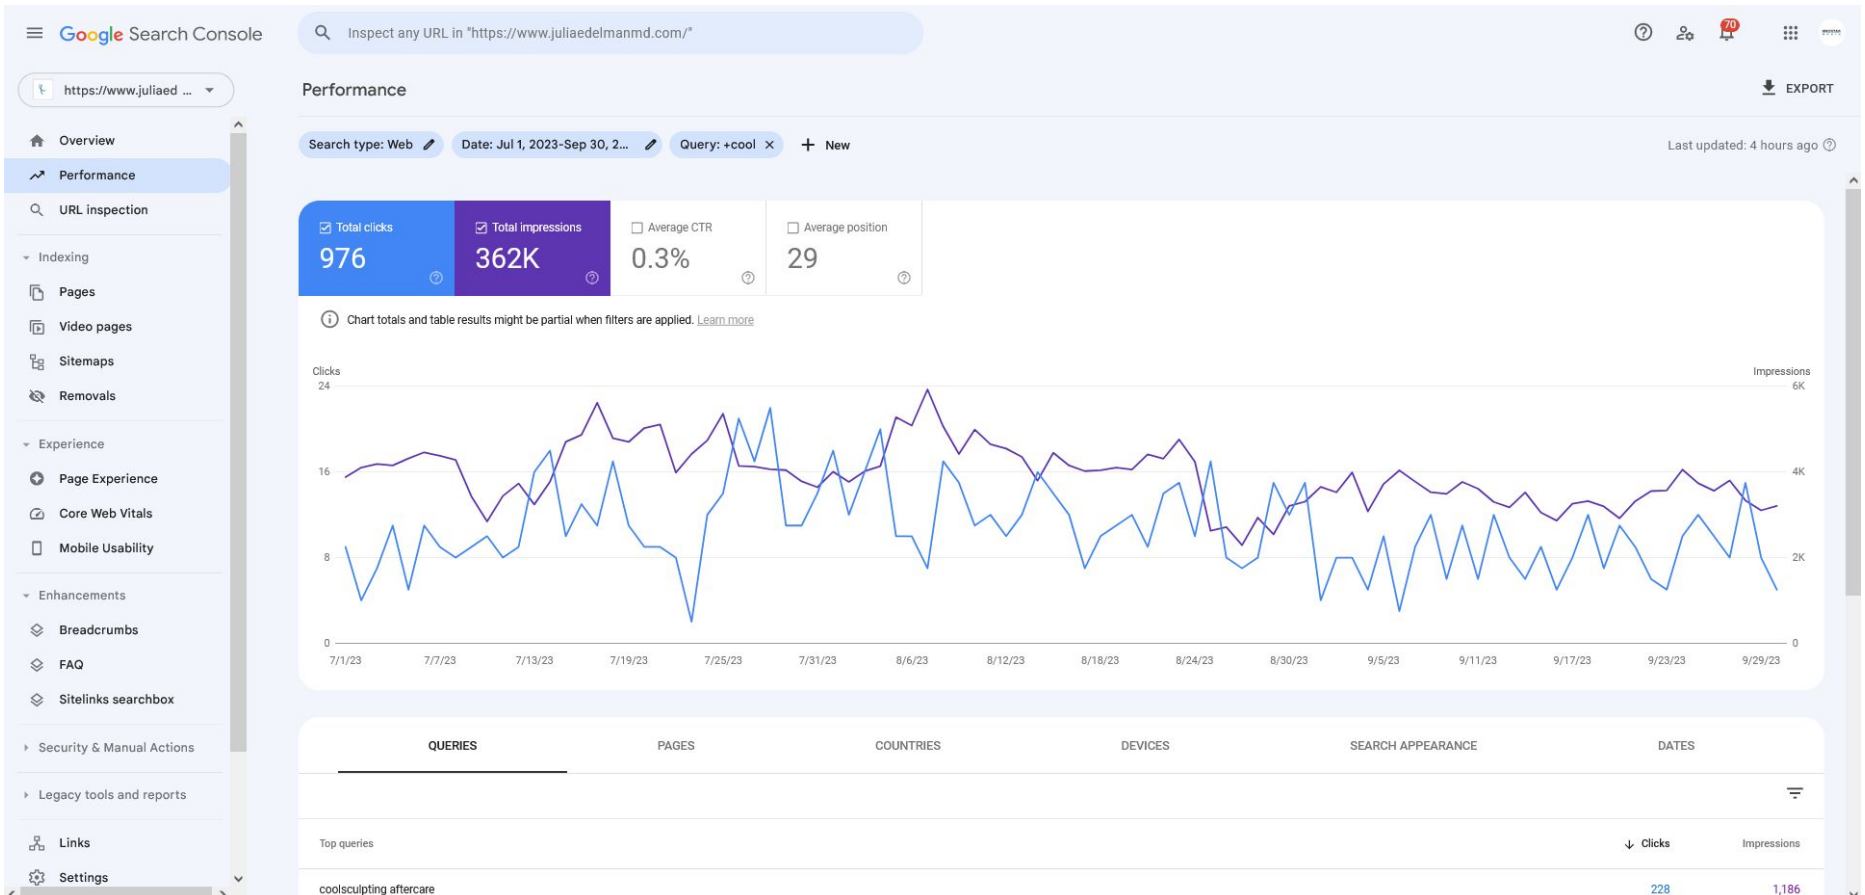 Google Search Console
Inspect any URL in "https://www.juliaedelmanmd.com/"
70
https://www.juliaed ...
Performance
EXPORT
Overview
Performance
URL inspection
Indexing
Pages
Video pages
Sitemaps
Removals
Experience
Page Experience
Core Web Vitals
Mobile Usability
Enhancements
Breadcrumbs
FAQ
Sitelinks searchbox
Security & Manual Actions
Legacy tools and reports
Links
Settings
Search type: Web
Date: Jul 1, 2023-Sep 30, 2...
Query: +cool
New
Last updated: 4 hours ago
Total clicks
976
Total impressions
362K
Average CTR
0.3%
Average position
29
Chart totals and table results might be partial when filters are applied. Learn more
Clicks
Impressions
24
6K
16
4K
8
2K
0
0
7/1/23 7/7/23 7/13/23 7/19/23 7/25/23 7/31/23 8/6/23 8/12/23 8/18/23 8/24/23 8/30/23 9/5/23 9/11/23 9/17/23 9/23/23 9/29/23
QUERIES PAGES COUNTRIES DEVICES SEARCH APPEARANCE DATES
Top queries Clicks Impressions
coolsculpting aftercare 228 1,186